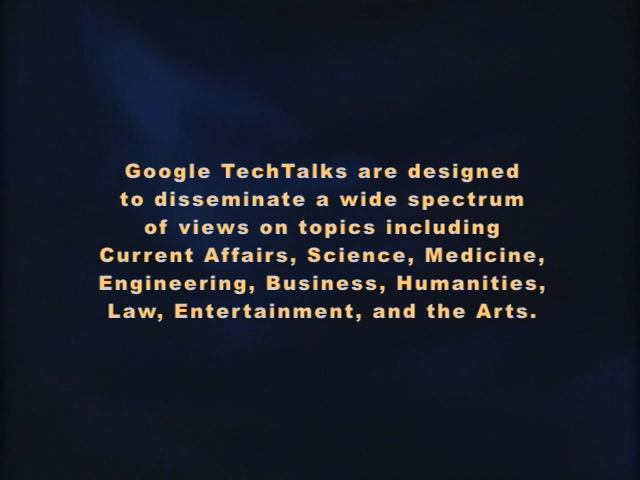 Google TechTalks are designed
to disseminate a wide spectrum
of views on topics including
Current Affairs, Science, Medicine,
Engineering, Business, Humanities,
Law, Entertainment, and the Arts.